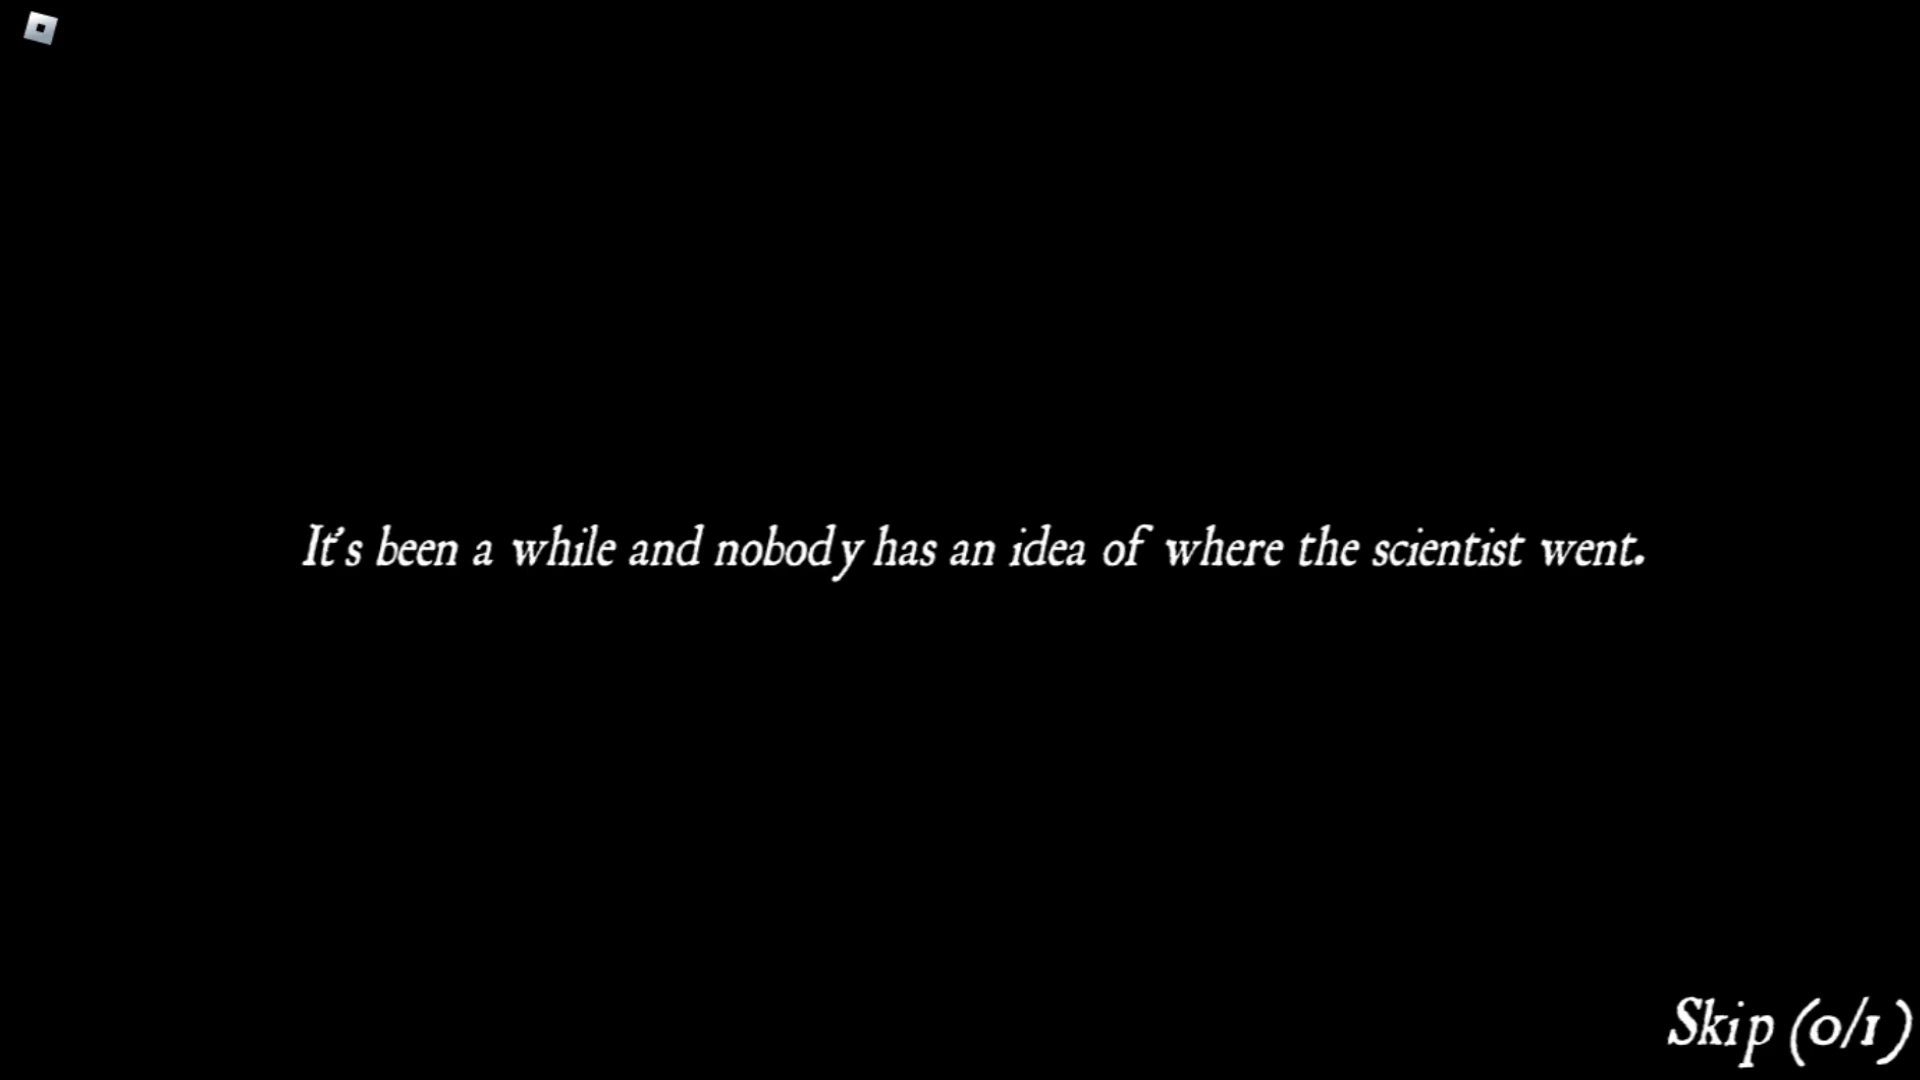 It's been a while and nobody has an idea of where the scientist went.
Skip (0/1)